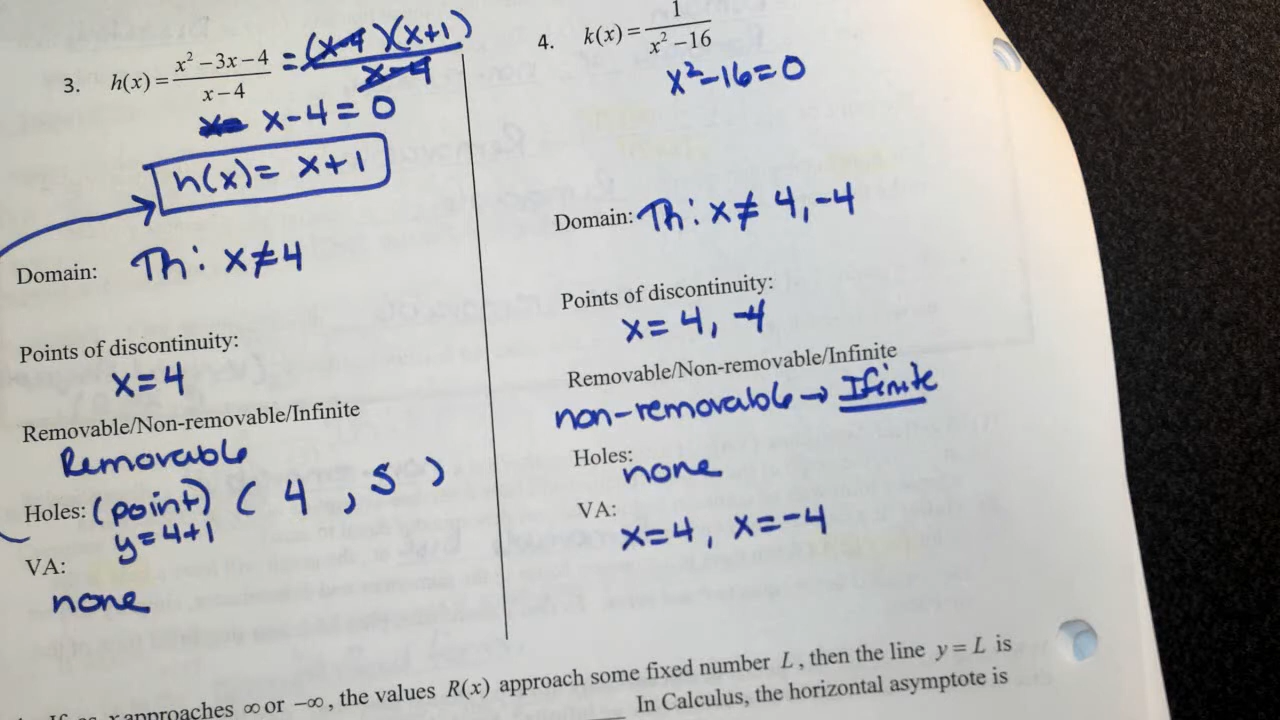 3. h(x) = (x² − 3x − 4)/(x − 4) = (x−4)(x+1)/(x−4)
x − 4 = 0
h(x) = x + 1
Domain: Th: x ≠ 4
Points of discontinuity:
x = 4
Removable/Non-removable/Infinite
Removable
Holes: (point) ( 4 , 5 )
y = 4+1
VA:
none
4. k(x) = 1/(x² − 16)
x² − 16 = 0
Domain: Th: x ≠ 4, −4
Points of discontinuity:
x = 4, −4
Removable/Non-removable/Infinite
non-removable → Ifinite
Holes:
none
VA:
x = 4, x = −4
approaches ∞ or −∞, the values R(x) approach some fixed number L, then the line y = L is
In Calculus, the horizontal asymptote is